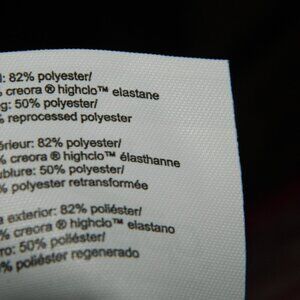 : 82% polyester/
% creora ® highclo™ elastane
g: 50% polyester/
% reprocessed polyester
érieur: 82% polyester/
% creora ® highclo™ élasthanne
ublure: 50% polyester/
% polyester retransformée
a exterior: 82% poliéster/
% creora ® highclo™ elastano
ro: 50% poliéster/
% poliéster regenerado